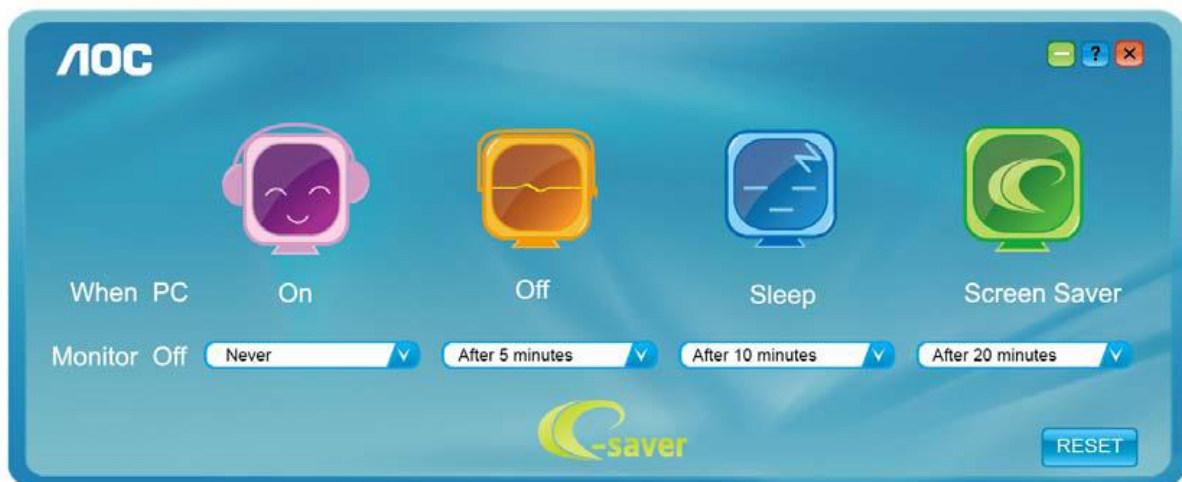 AOC
?
When PC On Off Sleep Screen Saver
Monitor Off Never After 5 minutes After 10 minutes After 20 minutes
e-saver
RESET